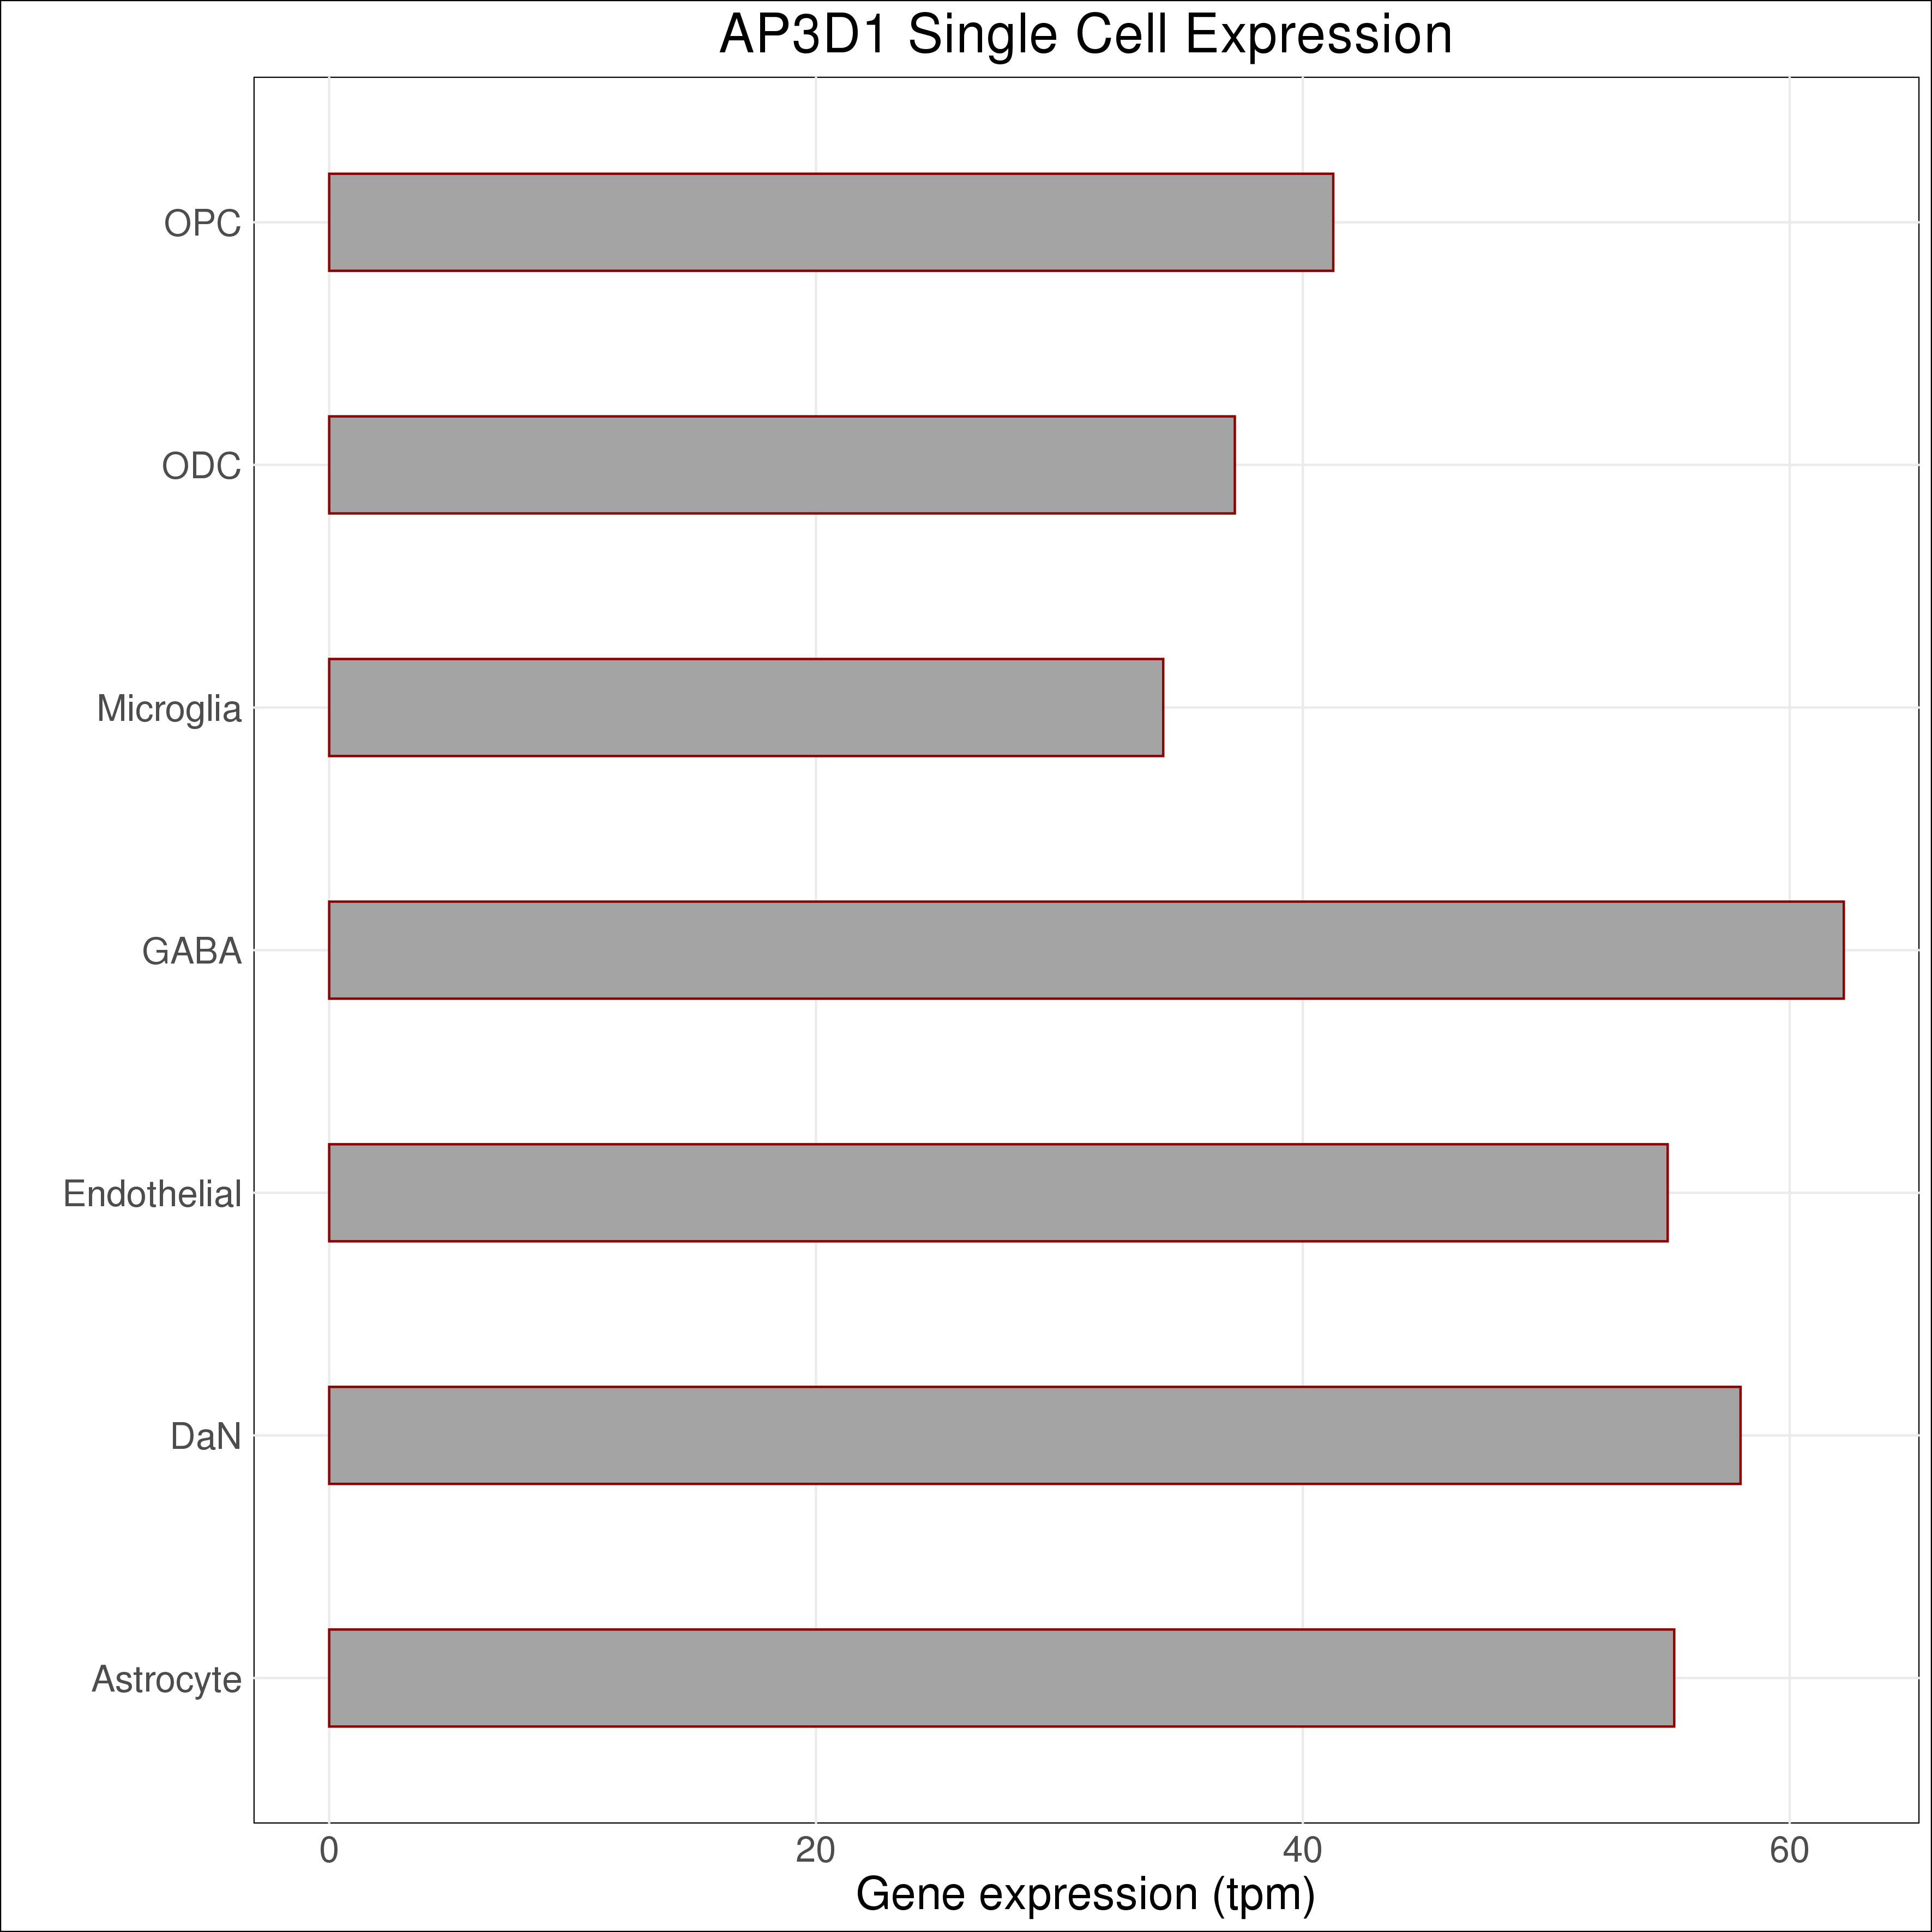 AP3D1 Single Cell Expression
OPC
ODC
Microglia
GABA
Endothelial
DaN
Astrocyte
0 20 40 60
Gene expression (tpm)